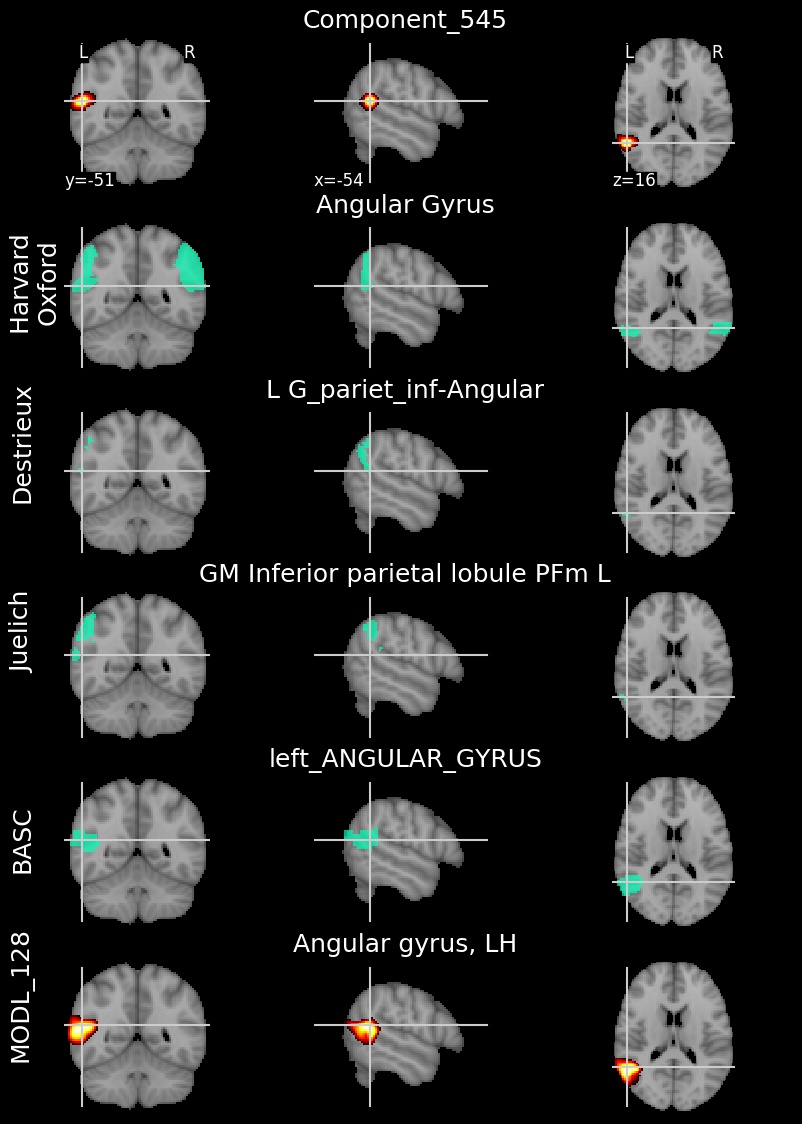 Component_545
L R
L R
y=-51
x=-54
z=16
Angular Gyrus
Harvard
Oxford
L G_pariet_inf-Angular
Destrieux
GM Inferior parietal lobule PFm L
Juelich
left_ANGULAR_GYRUS
BASC
Angular gyrus, LH
MODL_128